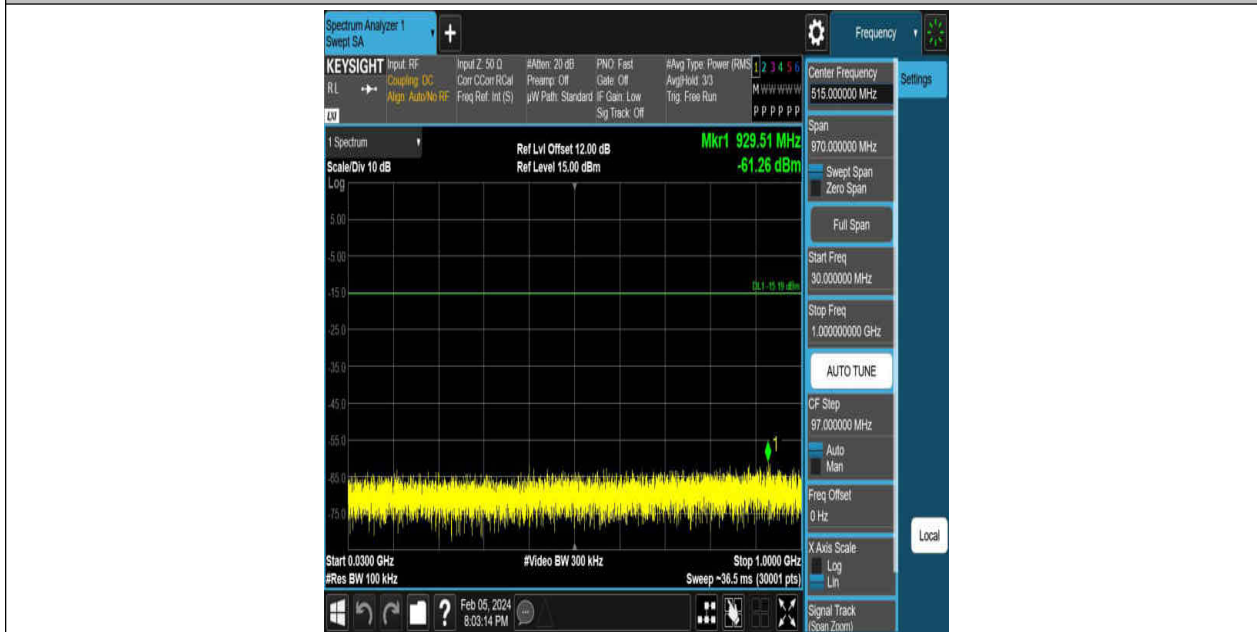 Spectrum Analyzer 1
Swept SA
+
Frequency
KEYSIGHT
RL
LXI
Input: RF
Coupling: DC
Align: Auto/No RF
Input Z: 50 Ω
Corr CCorr RCal
Freq Ref: Int (S)
#Atten: 20 dB
Preamp: Off
µW Path: Standard
PNO: Fast
Gate: Off
IF Gain: Low
Sig Track: Off
#Avg Type: Power (RMS
Avg|Hold: 3/3
Trig: Free Run
1 2 3 4 5 6
M W W W W W
P P P P P P
1 Spectrum
Scale/Div 10 dB
Ref Lvl Offset 12.00 dB
Ref Level 15.00 dBm
Mkr1 929.51 MHz
-61.26 dBm
Log
5.00
-5.00
DL1 -15.19 dBm
-15.0
-25.0
-35.0
-45.0
-55.0
1
-65.0
-75.0
Start 0.0300 GHz
#Res BW 100 kHz
#Video BW 300 kHz
Stop 1.0000 GHz
Sweep ~36.5 ms (30001 pts)
?
Feb 05, 2024
8:03:14 PM
Center Frequency
515.000000 MHz
Settings
Span
970.000000 MHz
Swept Span
Zero Span
Full Span
Start Freq
30.000000 MHz
Stop Freq
1.000000000 GHz
AUTO TUNE
CF Step
97.000000 MHz
Auto
Man
Freq Offset
0 Hz
X Axis Scale
Log
Lin
Local
Signal Track
(Span Zoom)